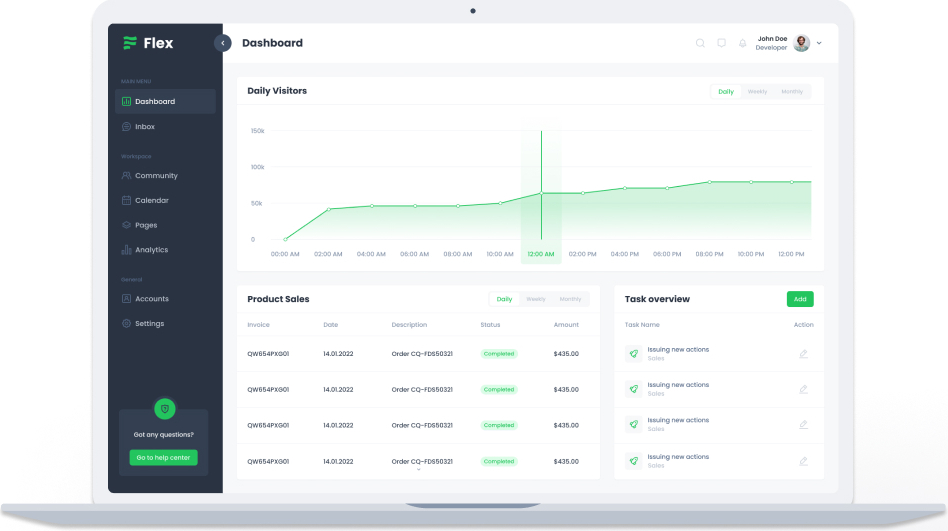 Flex
Dashboard
John Doe
Developer
MAIN MENU
Dashboard
Inbox
Workspace
Community
Calendar
Pages
Analytics
General
Accounts
Settings
Got any questions?
Go to help center
Daily Visitors
Daily Weekly Monthly
150k
100k
50k
0
00:00 AM 02:00 AM 04:00 AM 06:00 AM 08:00 AM 10:00 AM 12:00 AM 02:00 PM 04:00 PM 06:00 PM 08:00 PM 10:00 PM 12:00 PM
Product Sales
Daily Weekly Monthly
Invoice Date Description Status Amount
QW654PXG01 14.01.2022 Order CQ-FDS50321 Completed $435.00
QW654PXG01 14.01.2022 Order CQ-FDS50321 Completed $435.00
QW654PXG01 14.01.2022 Order CQ-FDS50321 Completed $435.00
QW654PXG01 14.01.2022 Order CQ-FDS50321 Completed $435.00
Task overview
Add
Task Name Action
Issuing new actions
Sales
Issuing new actions
Sales
Issuing new actions
Sales
Issuing new actions
Sales